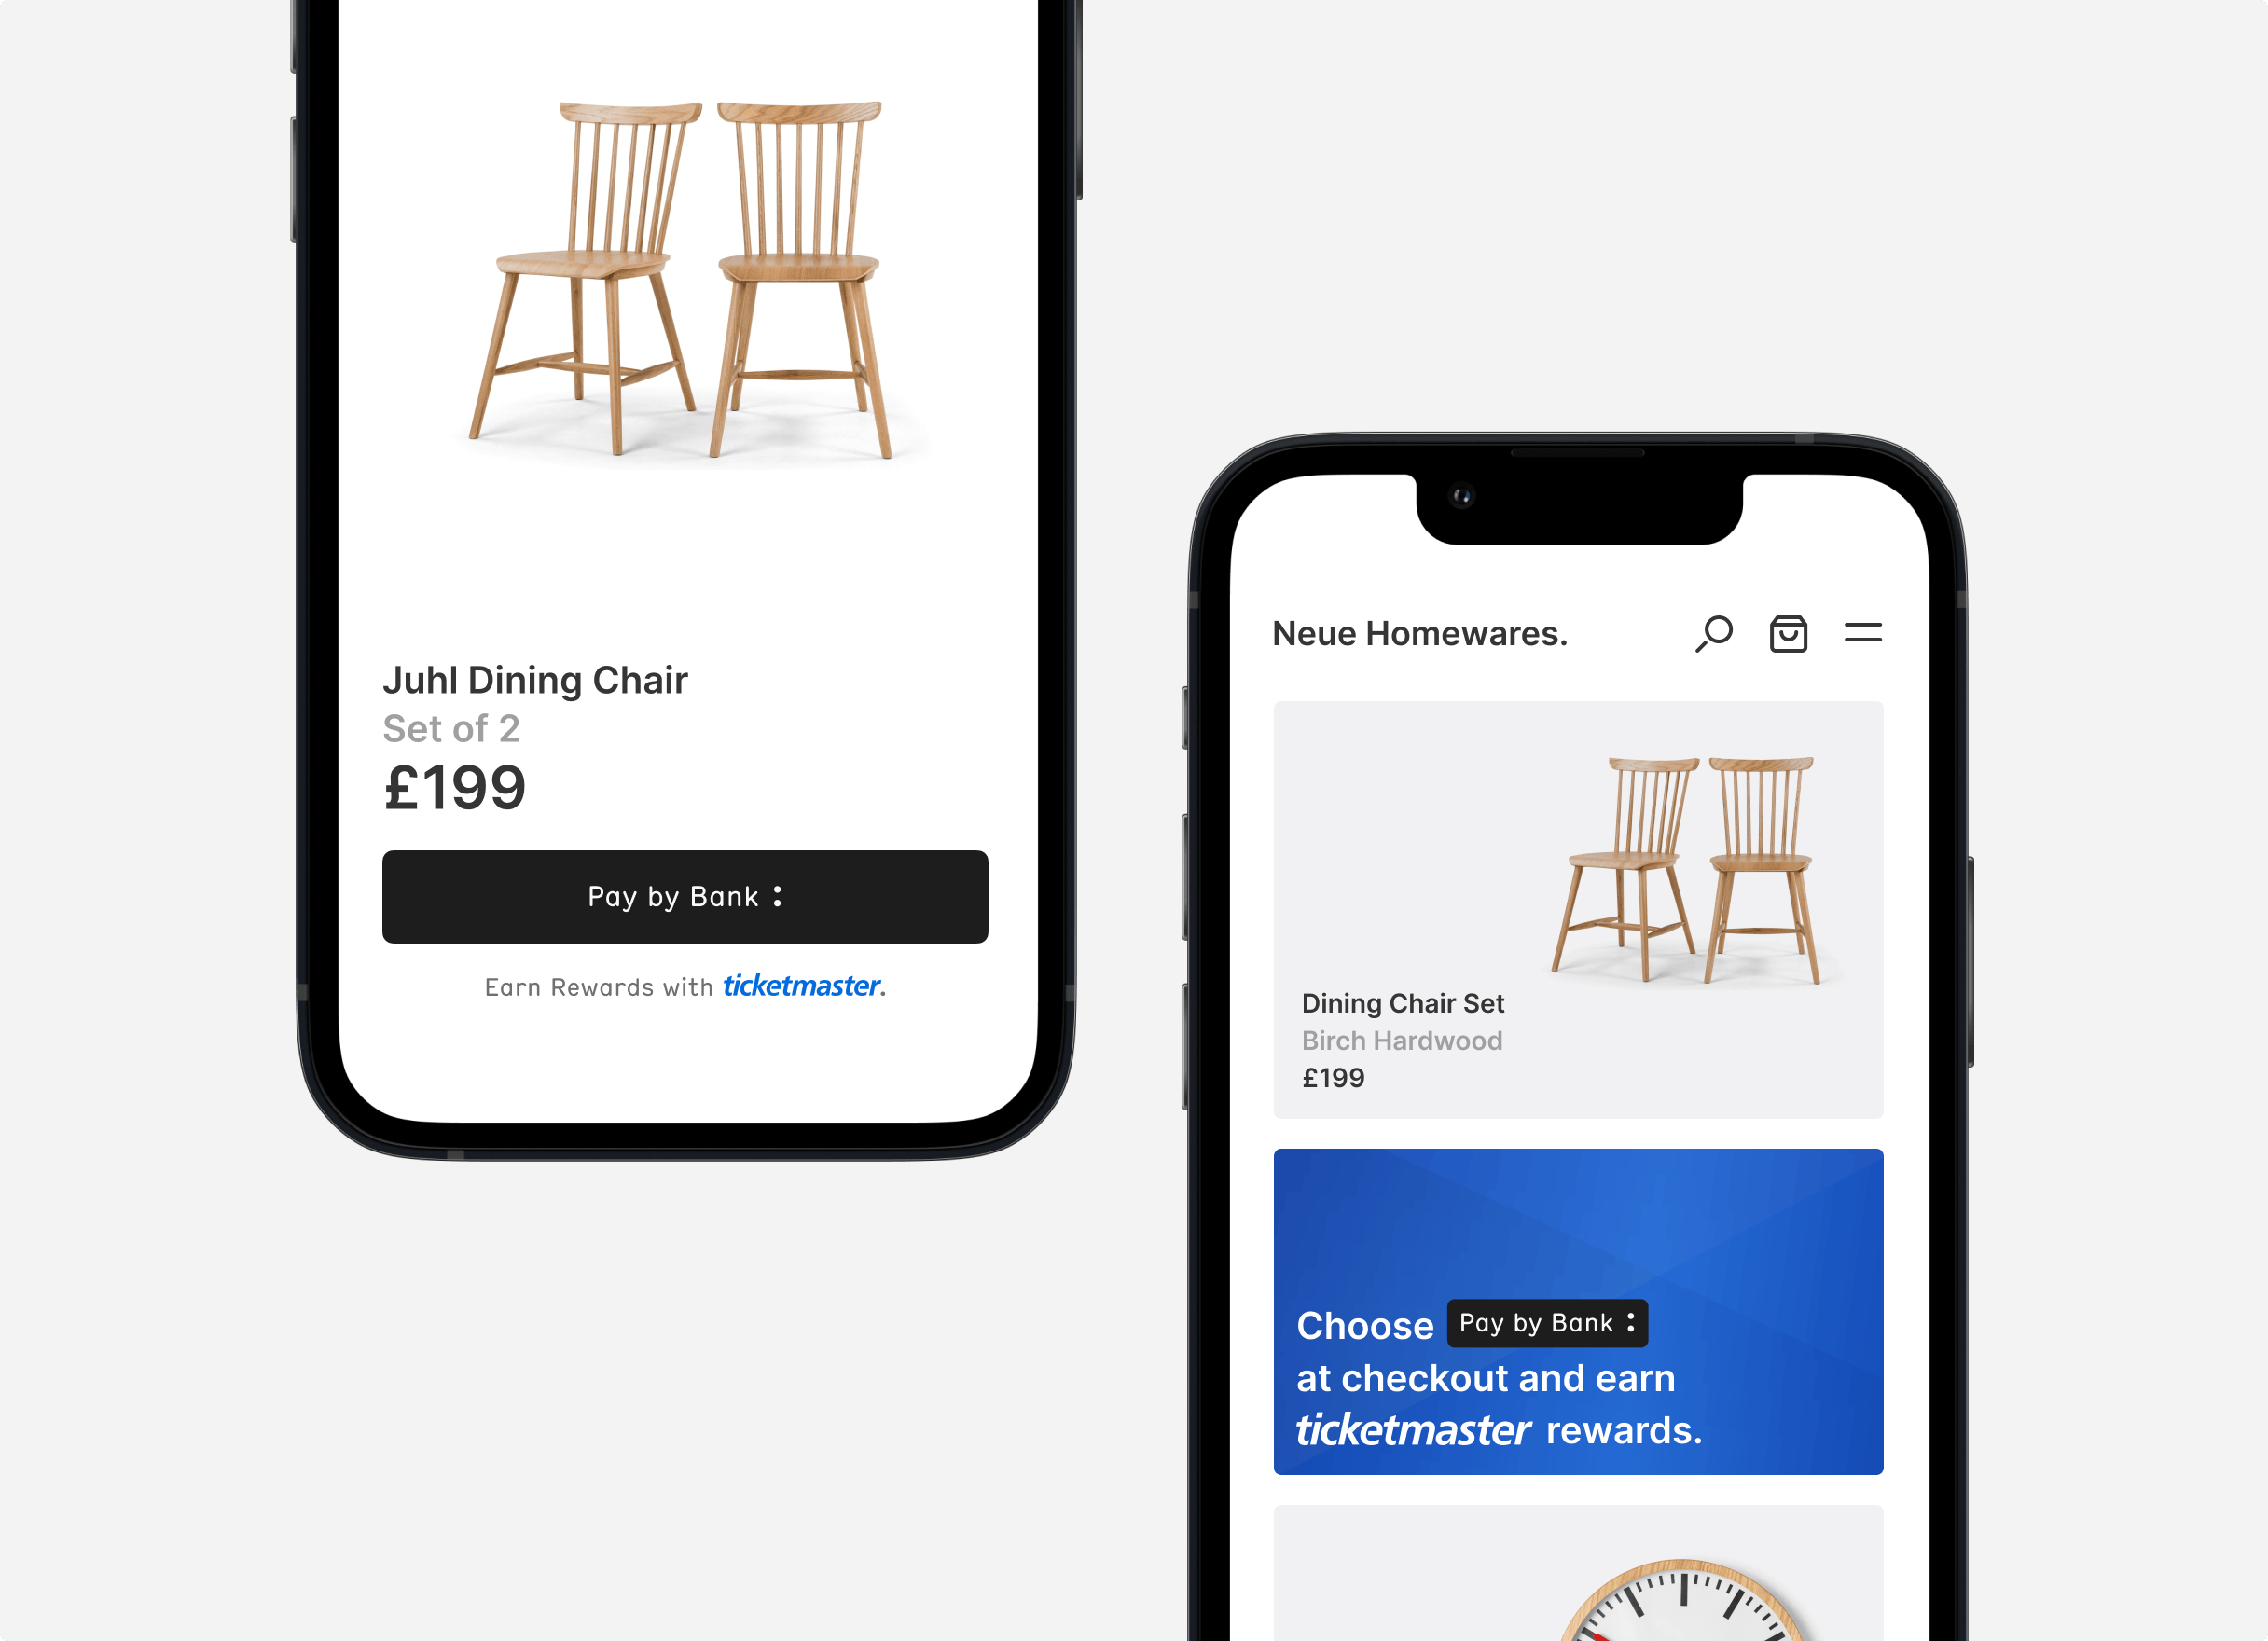 Juhl Dining Chair
Set of 2
£199
Pay by Bank :
Earn Rewards with ticketmaster.
Neue Homewares.
Dining Chair Set
Birch Hardwood
£199
Choose Pay by Bank :
at checkout and earn
ticketmaster rewards.